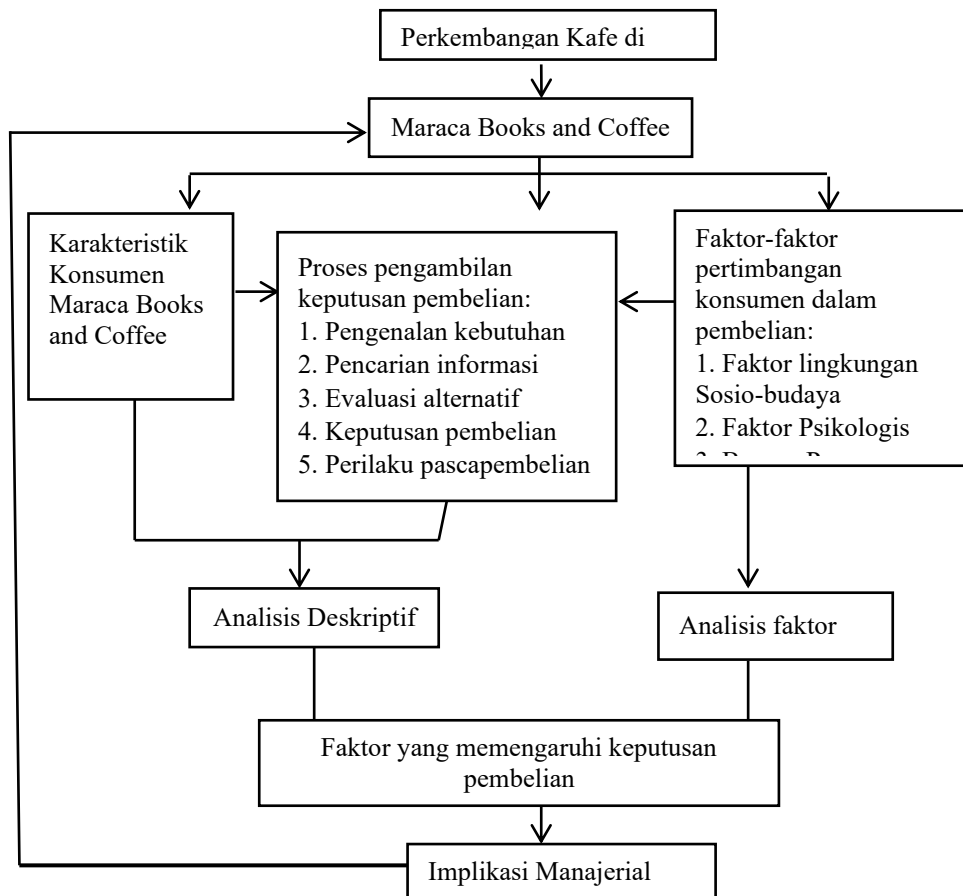 Perkembangan Kafe di
Maraca Books and Coffee
Karakteristik
Konsumen
Maraca Books
and Coffee
Proses pengambilan
keputusan pembelian:
1. Pengenalan kebutuhan
2. Pencarian informasi
3. Evaluasi alternatif
4. Keputusan pembelian
5. Perilaku pascapembelian
Faktor-faktor
pertimbangan
konsumen dalam
pembelian:
1. Faktor lingkungan
Sosio-budaya
2. Faktor Psikologis
Analisis Deskriptif
Analisis faktor
Faktor yang memengaruhi keputusan
pembelian
Implikasi Manajerial